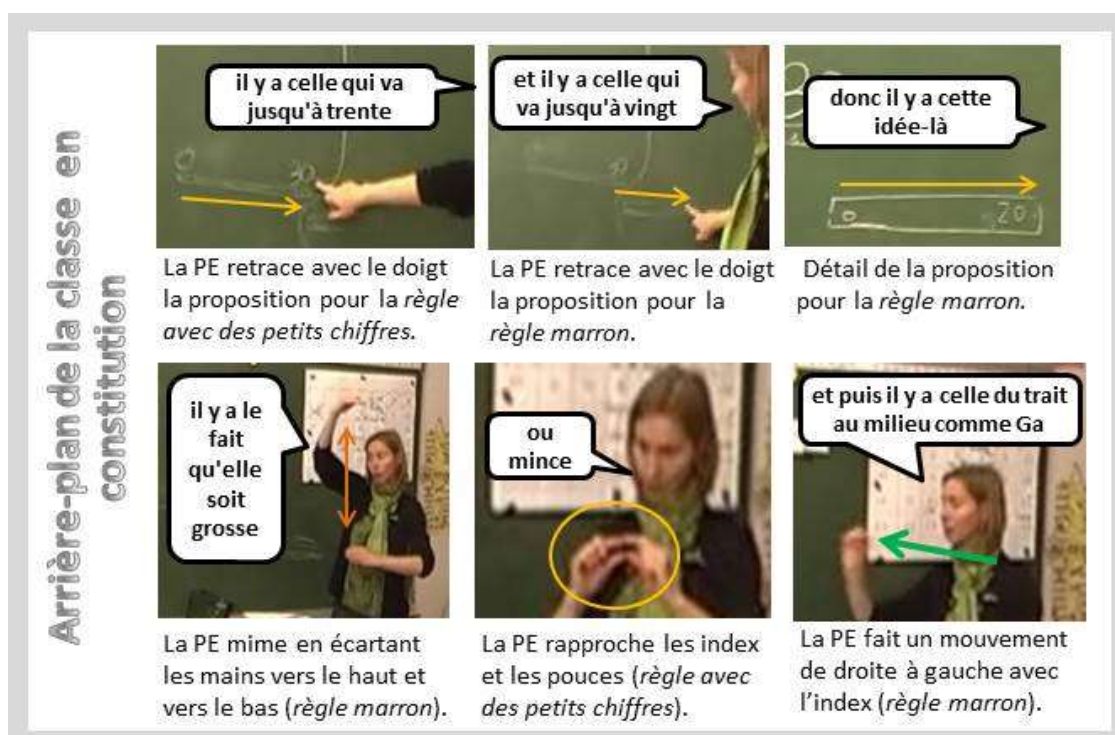 Arrière-plan de la classe en
constitution
il y a celle qui va
jusqu'à trente
et il y a celle qui
va jusqu'à vingt
donc il y a cette
idée-là
30
0
20
La PE retrace avec le doigt
la proposition pour la règle
avec des petits chiffres.
La PE retrace avec le doigt
la proposition pour la
règle marron.
Détail de la proposition
pour la règle marron.
il y a le
fait
qu'elle
soit
grosse
ou
mince
et puis il y a celle du trait
au milieu comme Ga
La PE mime en écartant
les mains vers le haut et
vers le bas (règle marron).
La PE rapproche les index
et les pouces (règle avec
des petits chiffres).
La PE fait un mouvement
de droite à gauche avec
l'index (règle marron).